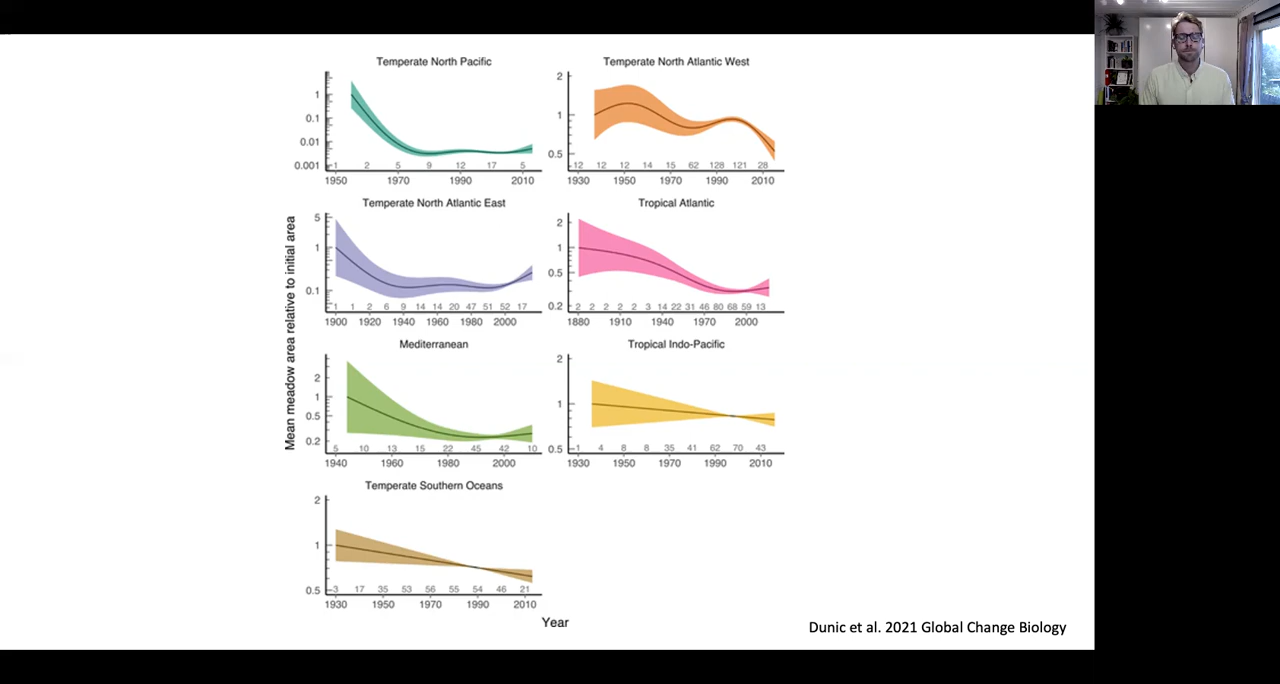 Temperate North Pacific
1
0.1
0.01
0.001
1 2 5 9 12 17 5
1950 1970 1990 2010
Temperate North Atlantic West
2
1
0.5
12 12 12 14 15 62 128 121 28
1930 1950 1970 1990 2010
Mean meadow area relative to initial area
Temperate North Atlantic East
5
1
0.1
1 1 2 6 9 14 14 20 47 51 52 17
1900 1920 1940 1960 1980 2000
Tropical Atlantic
2
1
0.5
0.2
2 2 2 2 2 3 14 22 31 46 80 68 59 13
1880 1910 1940 1970 2000
Mediterranean
2
1
0.5
0.2
5 10 13 15 22 45 42 10
1940 1960 1980 2000
Tropical Indo-Pacific
2
1
0.5
1 4 8 8 35 41 62 70 43
1930 1950 1970 1990 2010
Temperate Southern Oceans
2
1
0.5
3 17 35 53 56 55 54 46 21
1930 1950 1970 1990 2010
Year
Dunic et al. 2021 Global Change Biology